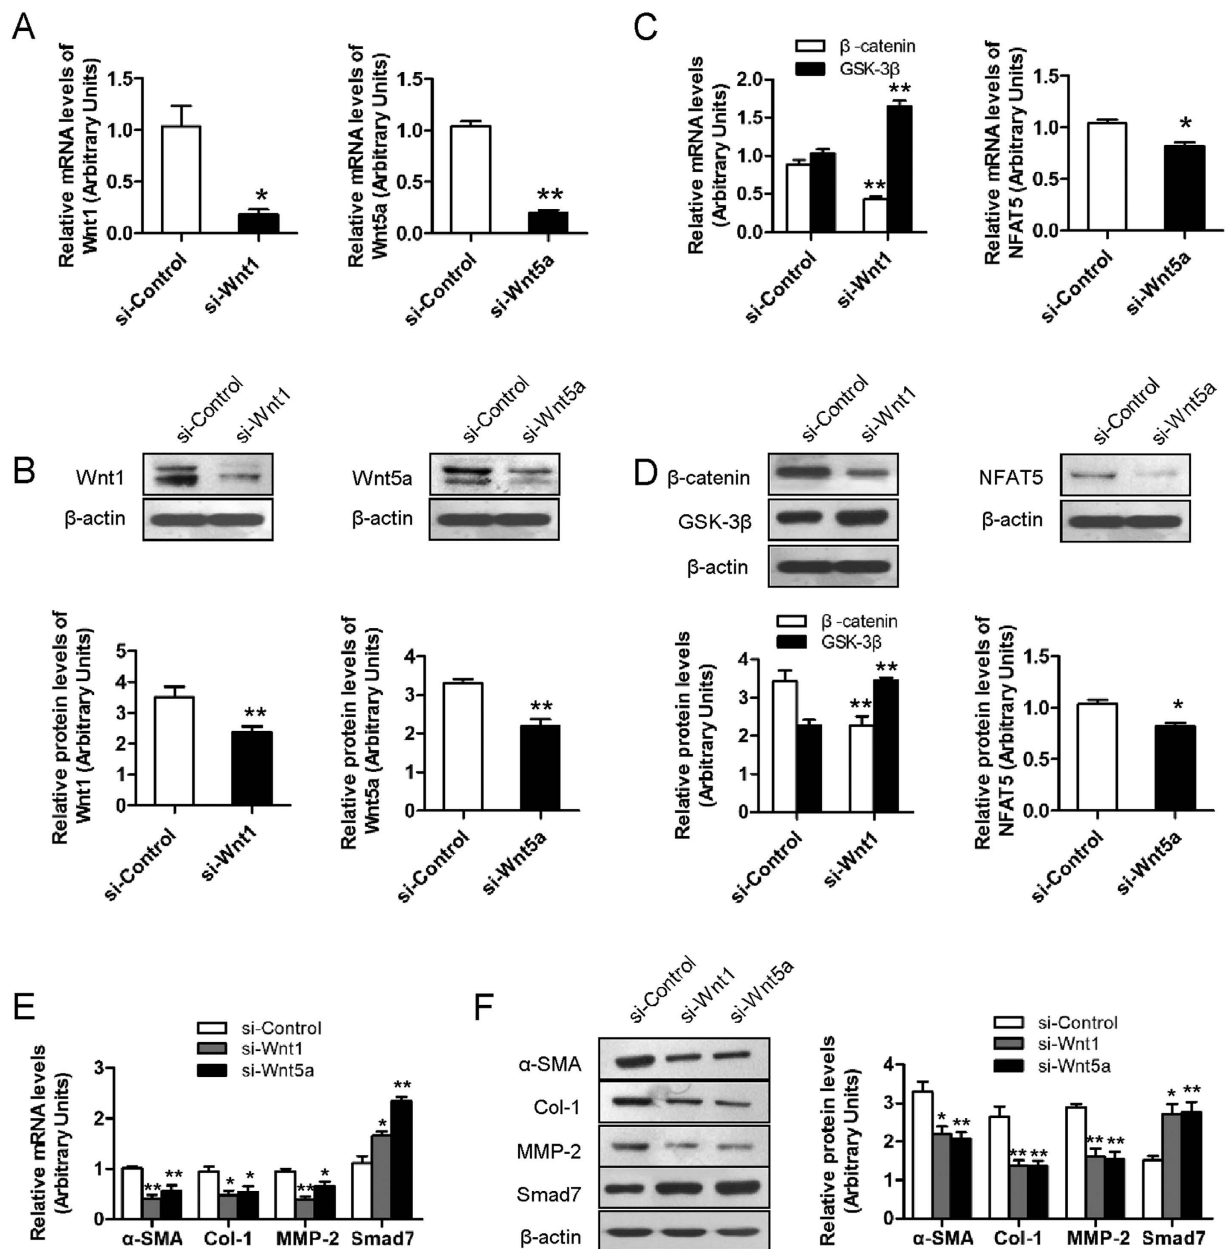 A
Relative mRNA levels of
Wnt1 (Arbitrary Units)
1.5
1.0
0.5
0.0
*
si-Control
si-Wnt1
Relative mRNA levels of
Wnt5a (Arbitrary Units)
1.5
1.0
0.5
0.0
**
si-Control
si-Wnt5a
C
β -catenin
GSK-3β
Relative mRNA levels
(Arbitrary Units)
2.0
1.5
1.0
0.5
0.0
**
**
si-Control
si-Wnt1
Relative mRNA levels of
NFAT5 (Arbitrary Units)
1.5
1.0
0.5
0.0
*
si-Control
si-Wnt5a
B
si-Control
si-Wnt1
Wnt1
β-actin
si-Control
si-Wnt5a
Wnt5a
β-actin
Relative protein levels of
Wnt1 (Arbitrary Units)
5
4
3
2
1
0
**
si-Control
si-Wnt1
Relative protein levels of
Wnt5a (Arbitrary Units)
4
3
2
1
0
**
si-Control
si-Wnt5a
D
si-Control
si-Wnt1
β-catenin
GSK-3β
β-actin
si-Control
si-Wnt5a
NFAT5
β-actin
β -catenin
GSK-3β
Relative protein levels
(Arbitrary Units)
4
3
2
1
0
**
**
si-Control
si-Wnt1
Relative protein levels of
NFAT5 (Arbitrary Units)
1.5
1.0
0.5
0.0
*
si-Control
si-Wnt5a
E
si-Control
si-Wnt1
si-Wnt5a
Relative mRNA levels
(Arbitrary Units)
3
2
1
0
** ** * * ** * * **
α-SMA Col-1 MMP-2 Smad7
F
si-Control
si-Wnt1
si-Wnt5a
α-SMA
Col-1
MMP-2
Smad7
β-actin
si-Control
si-Wnt1
si-Wnt5a
Relative protein levels
(Arbitrary Units)
4
3
2
1
0
* ** ** ** ** ** * **
α-SMA Col-1 MMP-2 Smad7